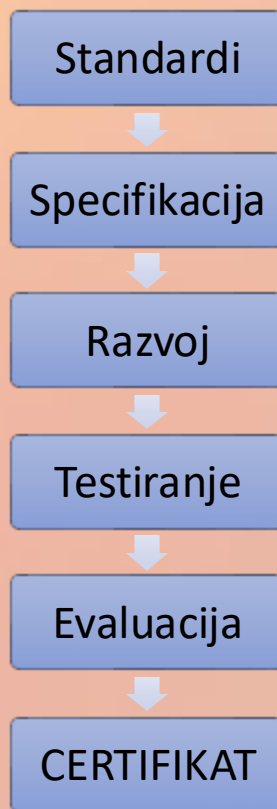 Standardi
Specifikacija
Razvoj
Testiranje
Evaluacija
CERTIFIKAT